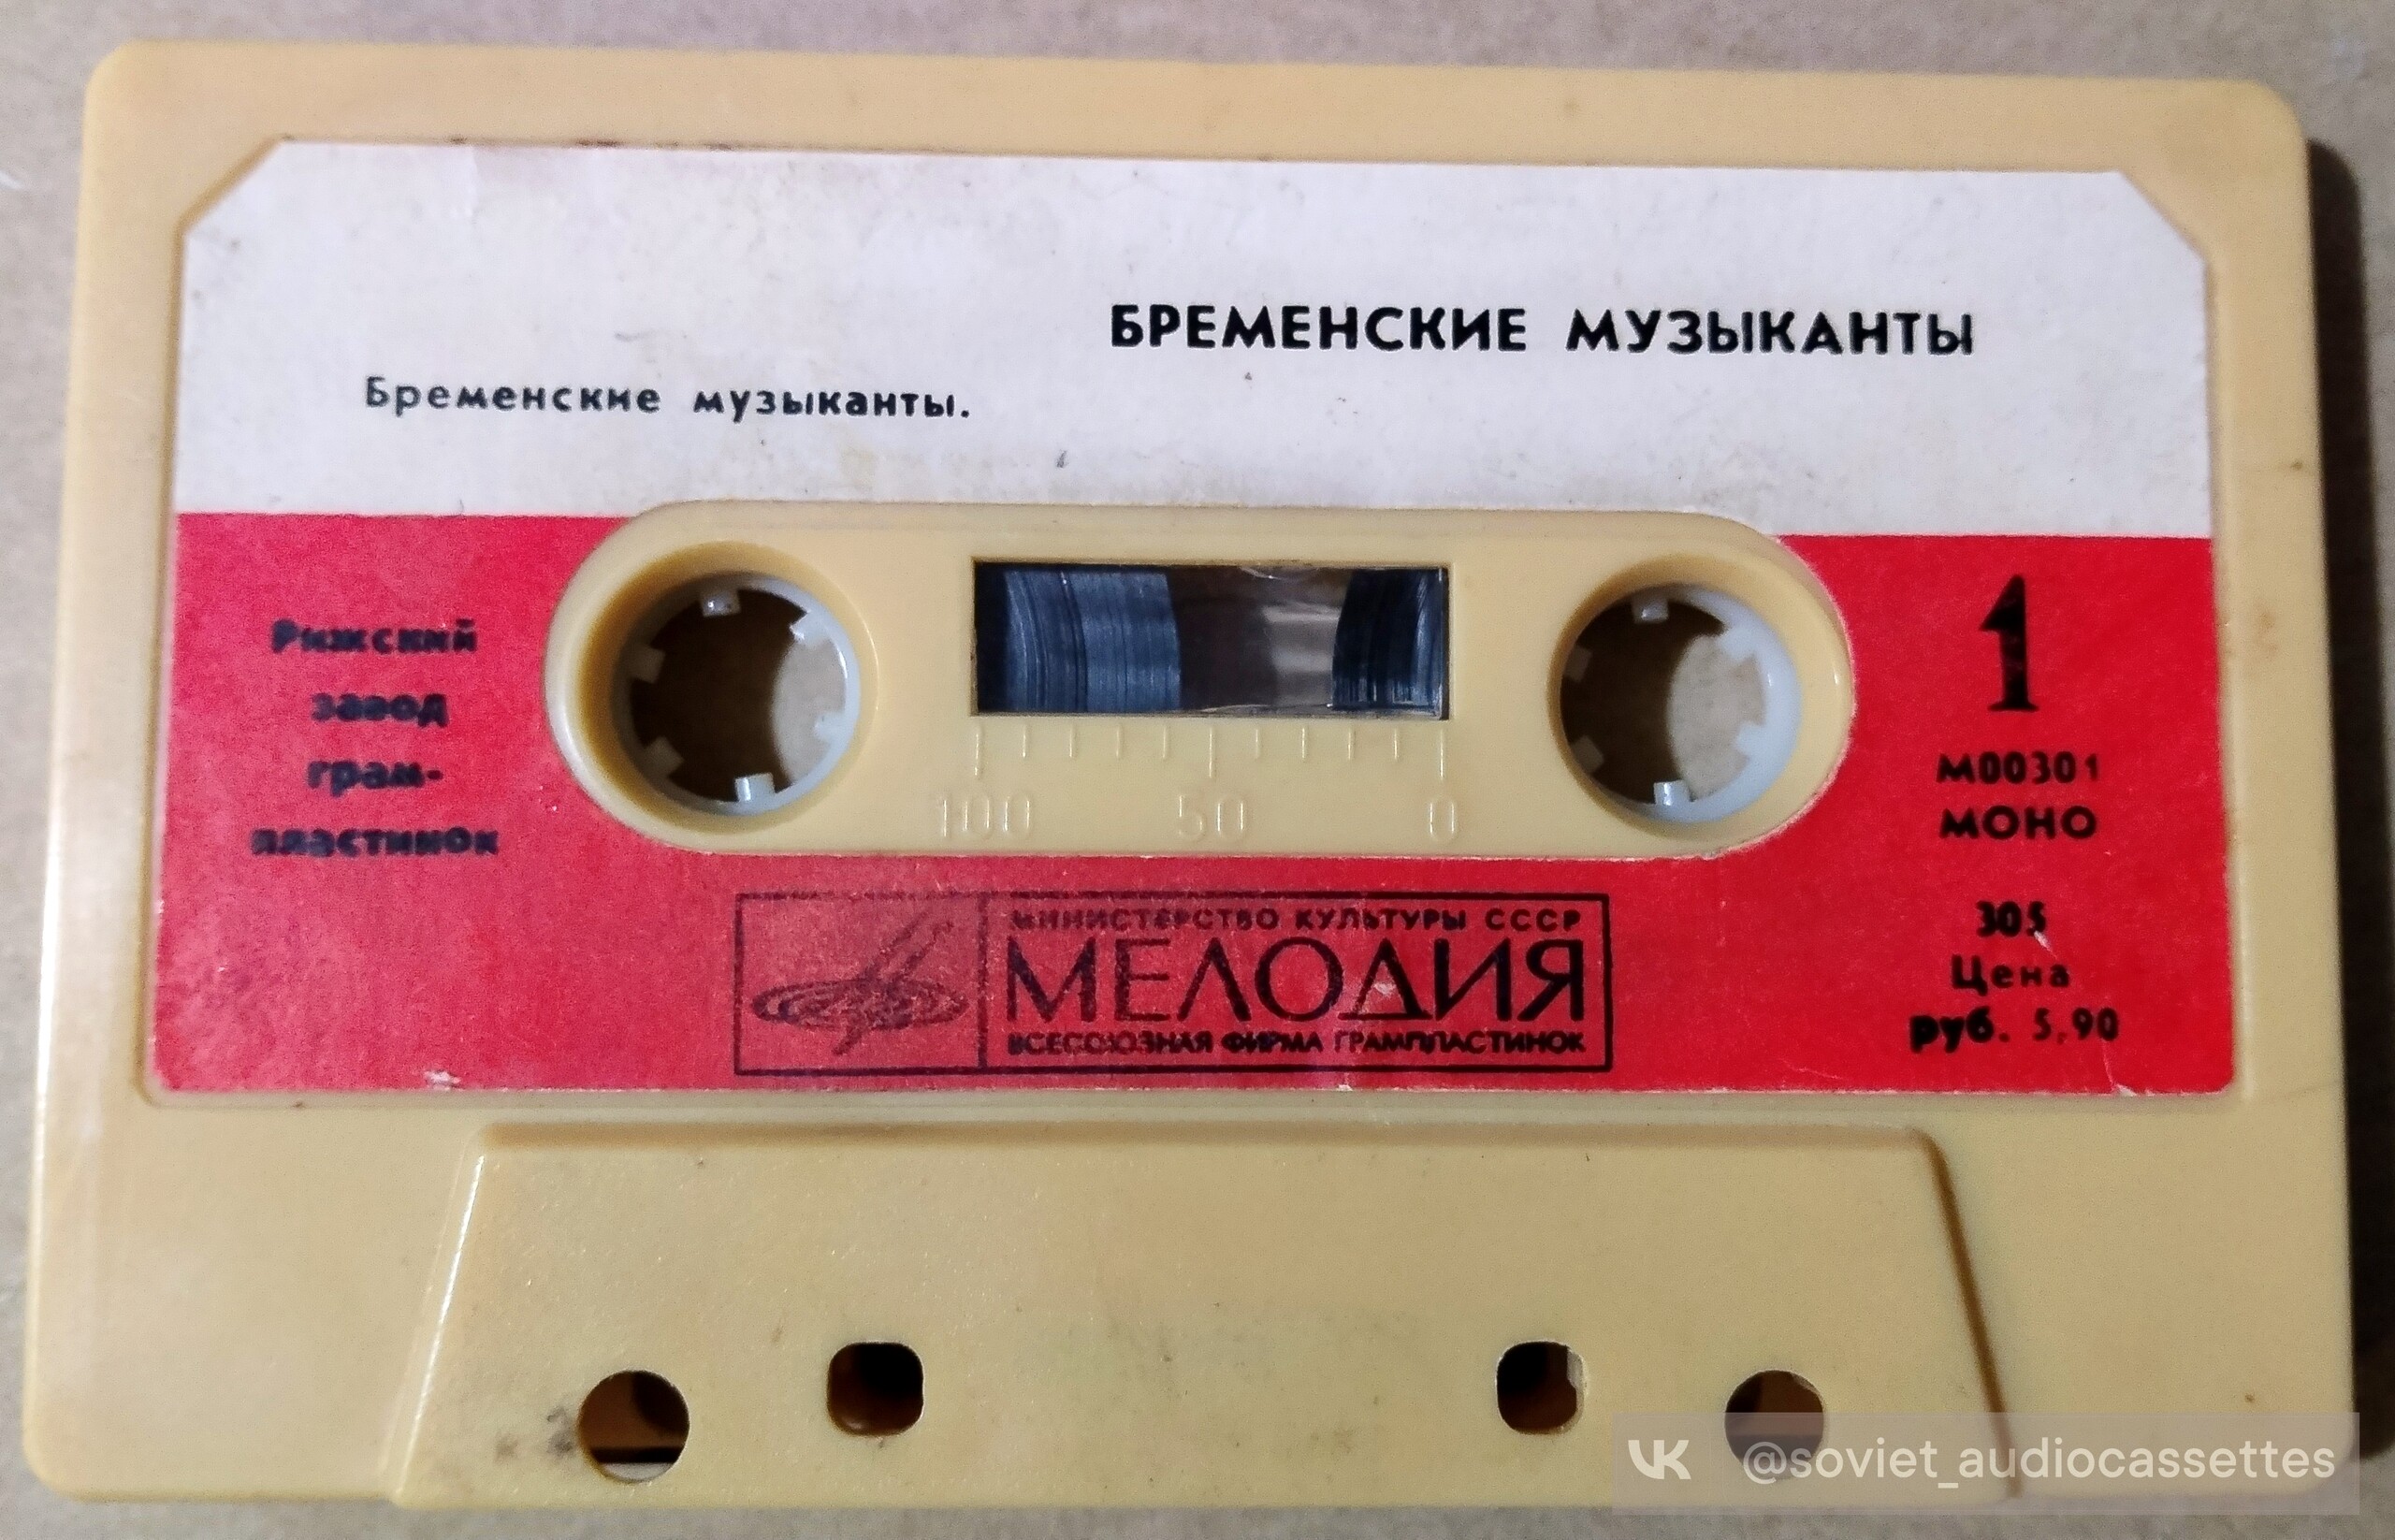 БРЕМЕНСКИЕ МУЗЫКАНТЫ
Бременские музыканты.
Рижский
завод
грам-
пластинок
1
М00301
МОНО
305
Цена
руб. 5,90
100 50 0
МИНИСТЕРСТВО КУЛЬТУРЫ СССР
МЕЛОДИЯ
ВСЕСОЮЗНАЯ ФИРМА ГРАМПЛАСТИНОК
VK @soviet_audiocassettes